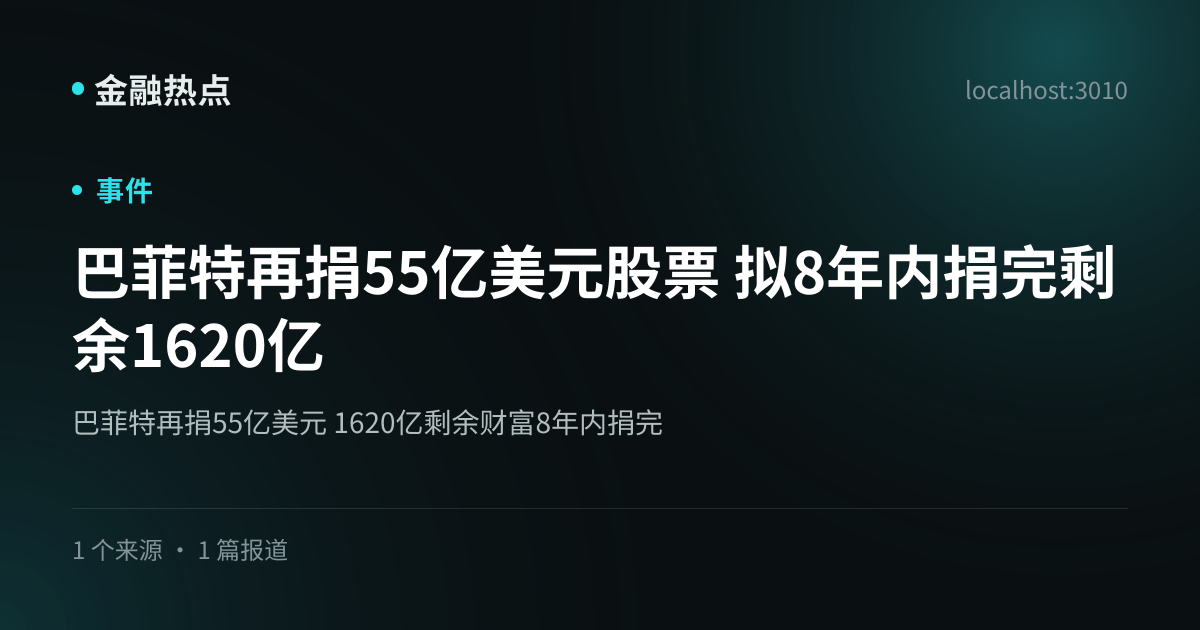 金融热点
localhost:3010
事件
巴菲特再捐55亿美元股票 拟8年内捐完剩
余1620亿
巴菲特再捐55亿美元 1620亿剩余财富8年内捐完
1 个来源 · 1 篇报道